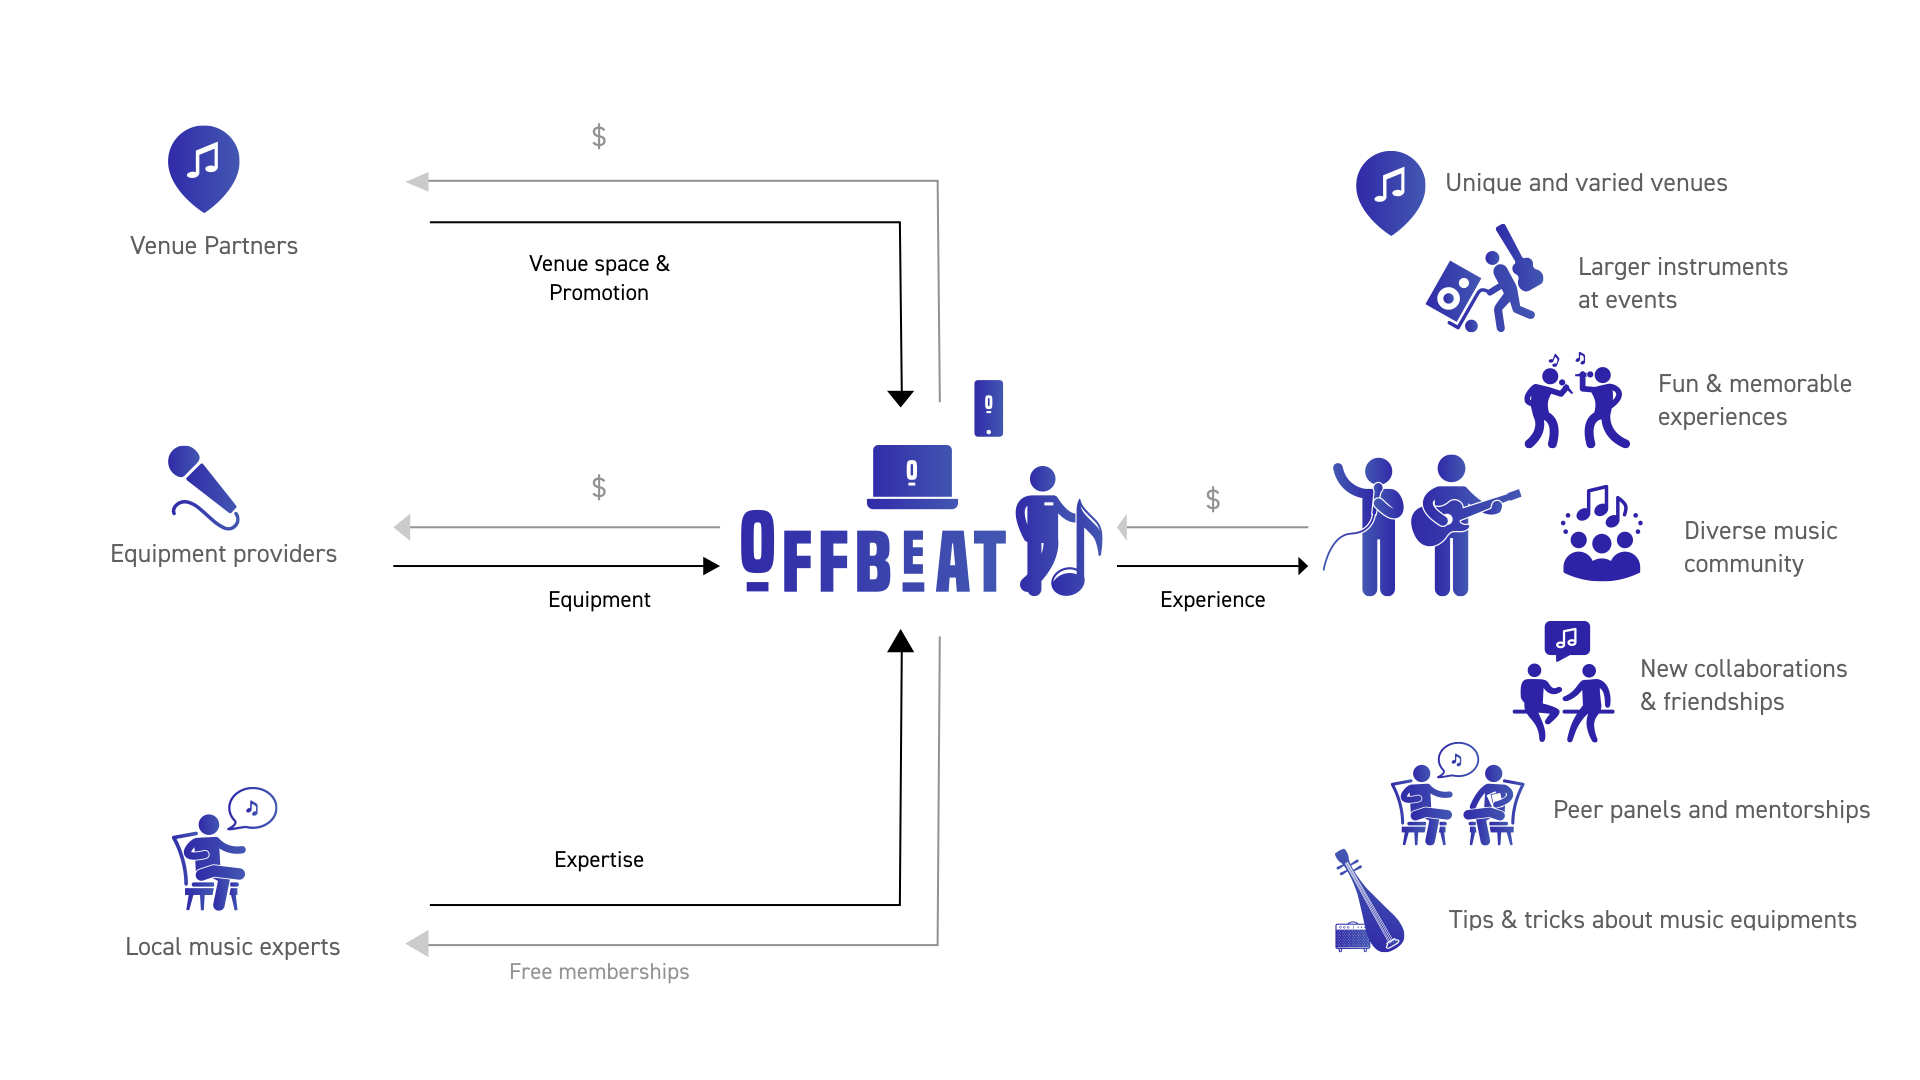 $
Venue Partners
Venue space &
Promotion
$
Equipment providers
Equipment
OFFBEAT
$
Experience
Local music experts
Expertise
Free memberships
Unique and varied venues
Larger instruments
at events
Fun & memorable
experiences
Diverse music
community
New collaborations
& friendships
Peer panels and mentorships
Tips & tricks about music equipments